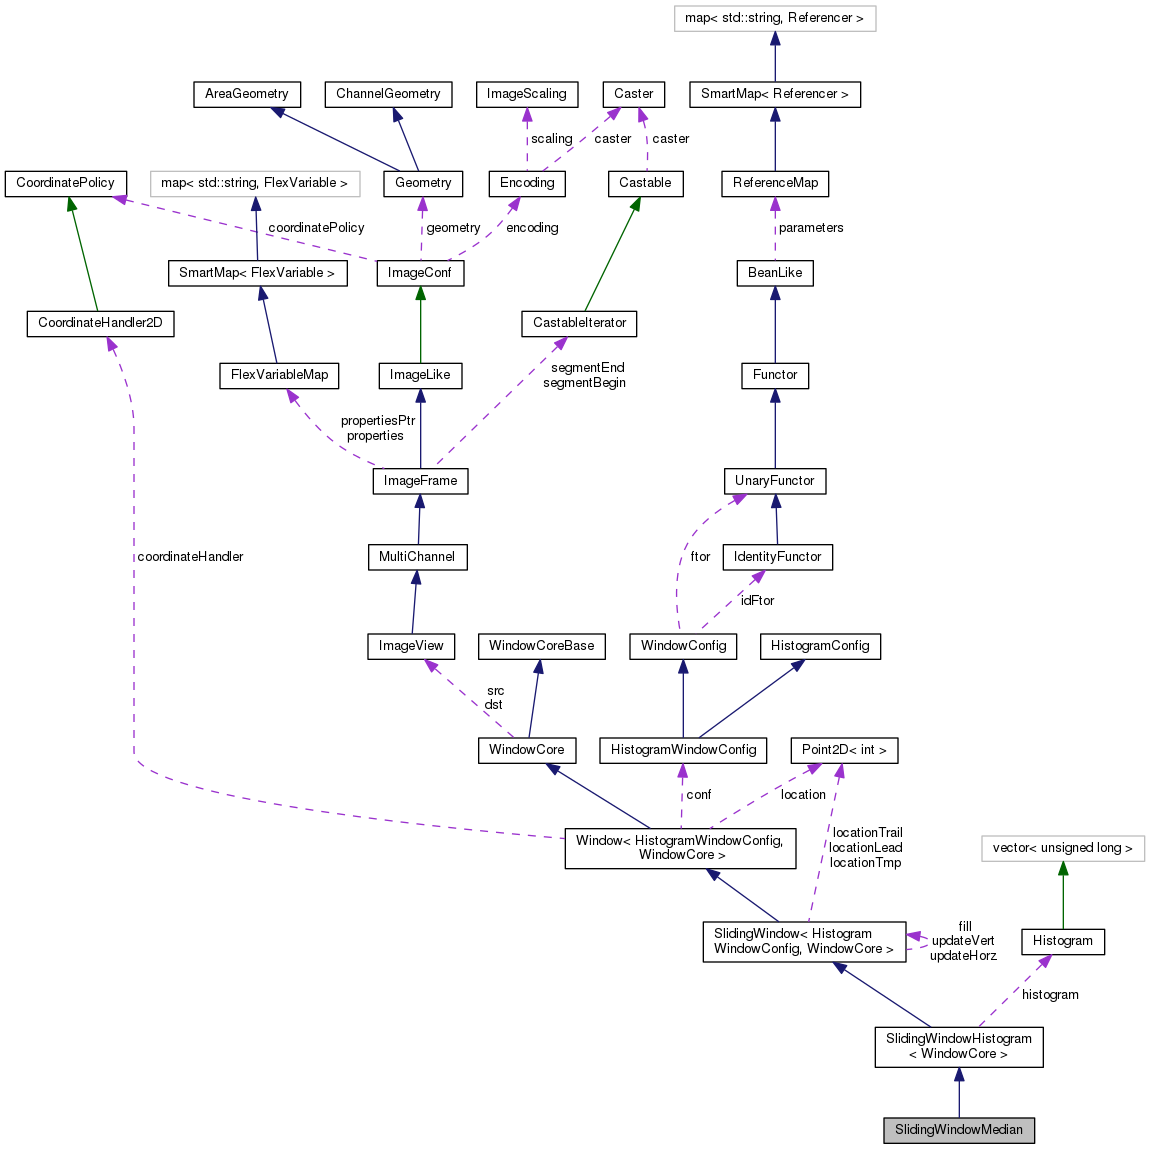 map< std::string, Referencer >
AreaGeometry
ChannelGeometry
ImageScaling
Caster
SmartMap< Referencer >
scaling
caster
caster
CoordinatePolicy
map< std::string, FlexVariable >
Geometry
Encoding
Castable
ReferenceMap
coordinatePolicy
geometry
encoding
parameters
SmartMap< FlexVariable >
ImageConf
BeanLike
CoordinateHandler2D
CastableIterator
FlexVariableMap
ImageLike
segmentEnd
segmentBegin
Functor
propertiesPtr
properties
ImageFrame
UnaryFunctor
coordinateHandler
MultiChannel
ftor
IdentityFunctor
idFtor
ImageView
WindowCoreBase
WindowConfig
HistogramConfig
src
dst
WindowCore
HistogramWindowConfig
Point2D< int >
conf
location
Window< HistogramWindowConfig,
WindowCore >
locationTrail
locationLead
locationTmp
vector< unsigned long >
SlidingWindow< Histogram
WindowConfig, WindowCore >
fill
updateVert
updateHorz
Histogram
histogram
SlidingWindowHistogram
< WindowCore >
SlidingWindowMedian